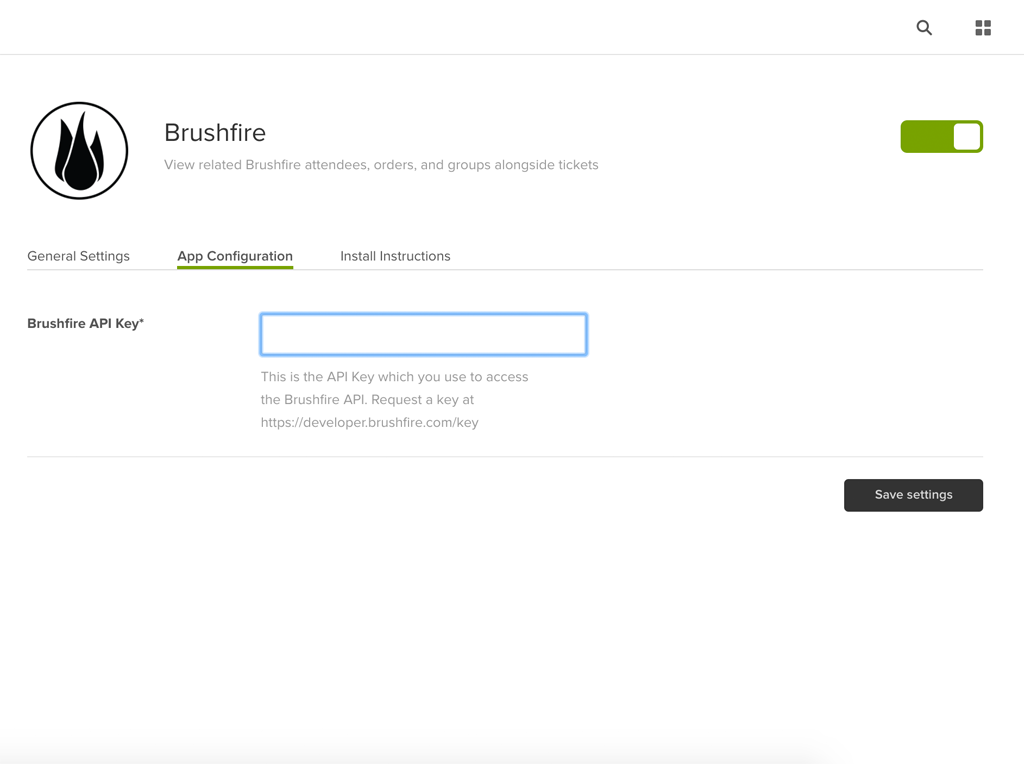 Brushfire
View related Brushfire attendees, orders, and groups alongside tickets
General Settings
App Configuration
Install Instructions
Brushfire API Key*
This is the API Key which you use to access
the Brushfire API. Request a key at
https://developer.brushfire.com/key
Save settings